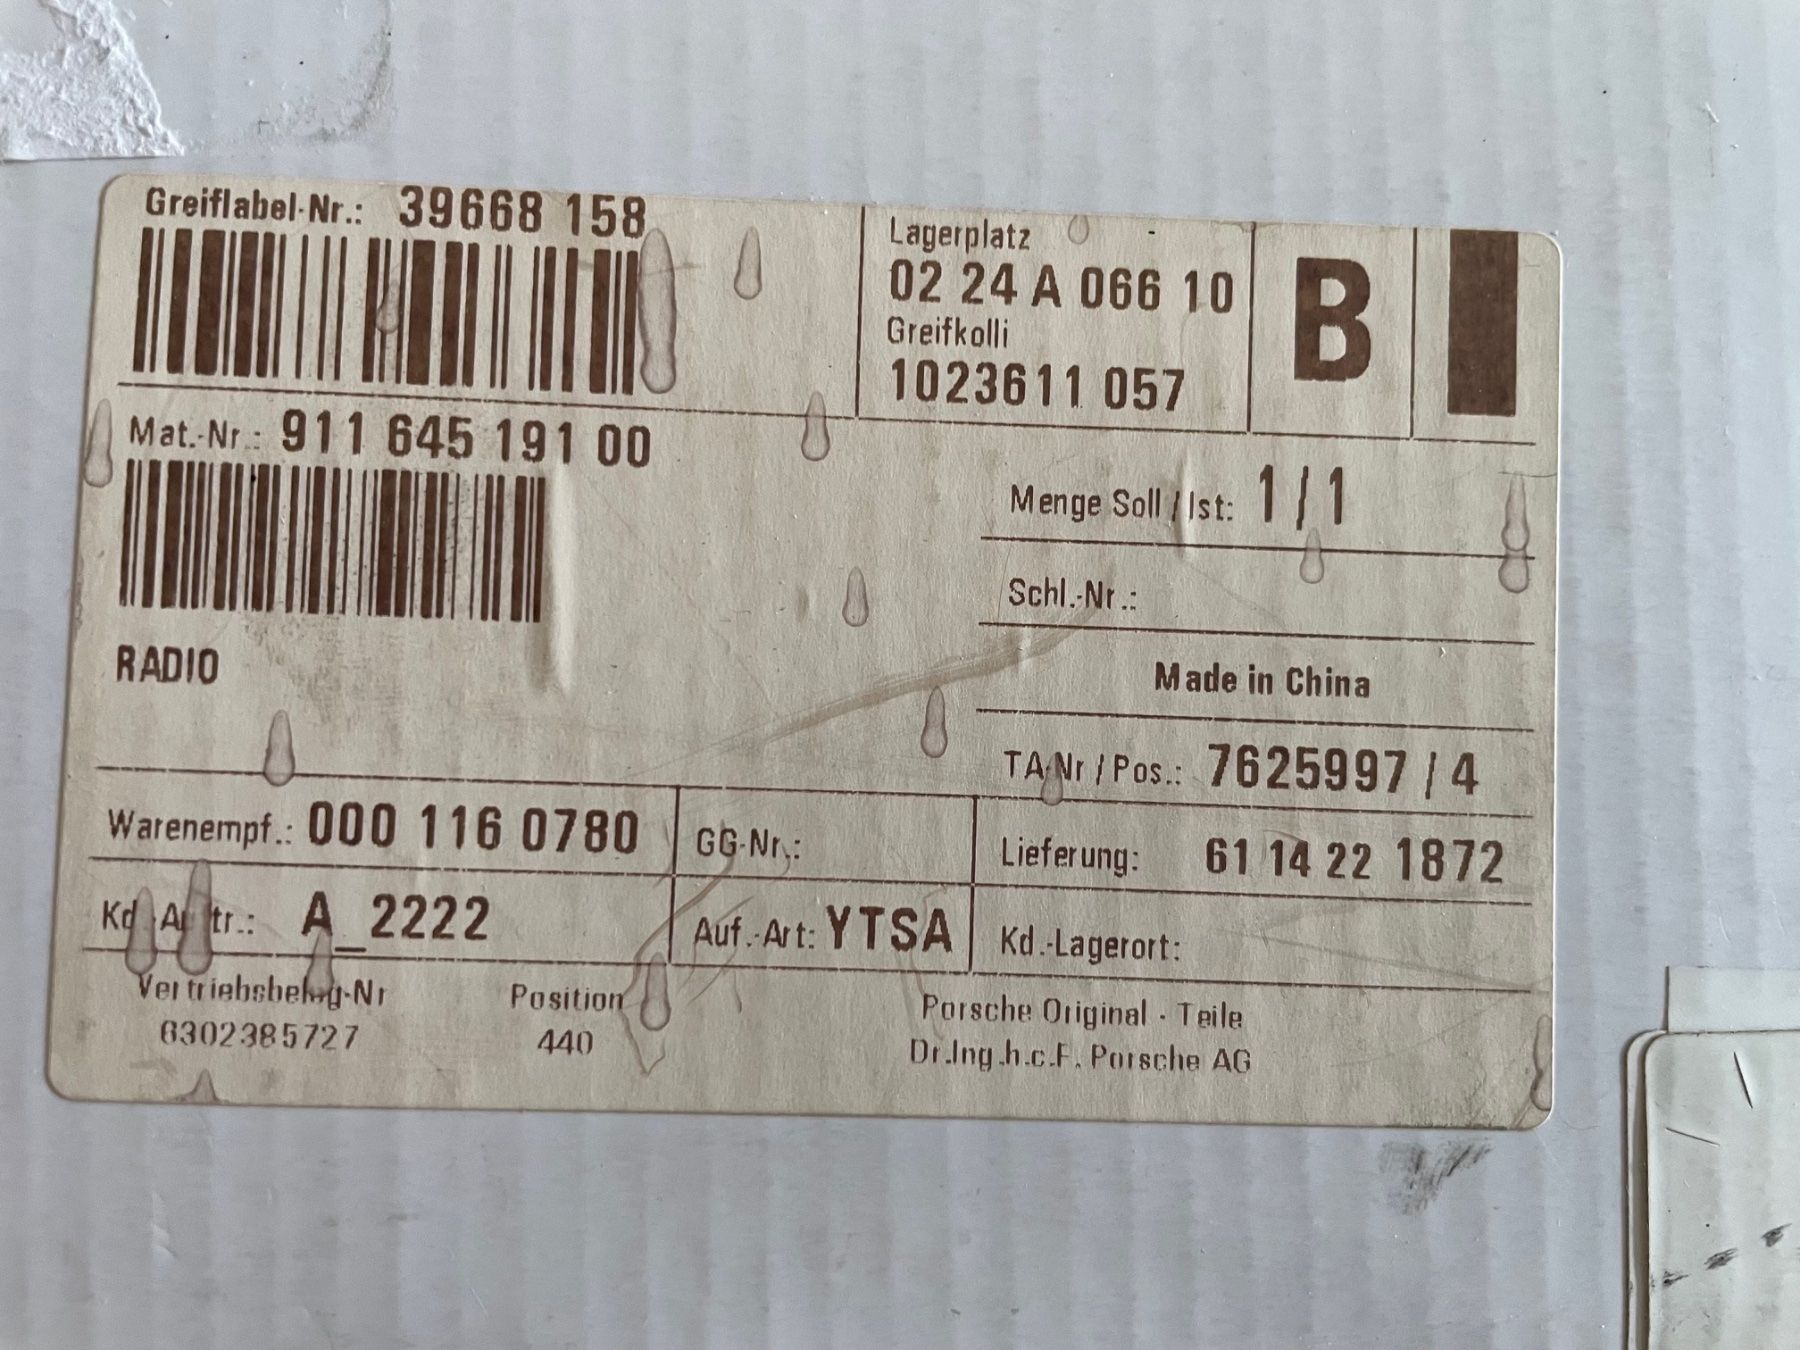 Greiflabel-Nr.: 39668 158
Lagerplatz
02 24 A 066 10
Greifkolli
1023611 057
B
Mat.-Nr.: 911 645 191 00
Menge Soll / Ist: 1 / 1
Schl.-Nr.:
RADIO
Made in China
TA-Nr / Pos.: 7625997 / 4
Warenempf.: 000 116 0780
GG-Nr.:
Lieferung: 61 14 22 1872
Kd.-Auftr.: A_2222
Auf.-Art: YTSA
Kd.-Lagerort:
Vertriebsbeleg-Nr
6302385727
Position
440
Porsche Original - Teile
Dr.Ing.h.c.F. Porsche AG